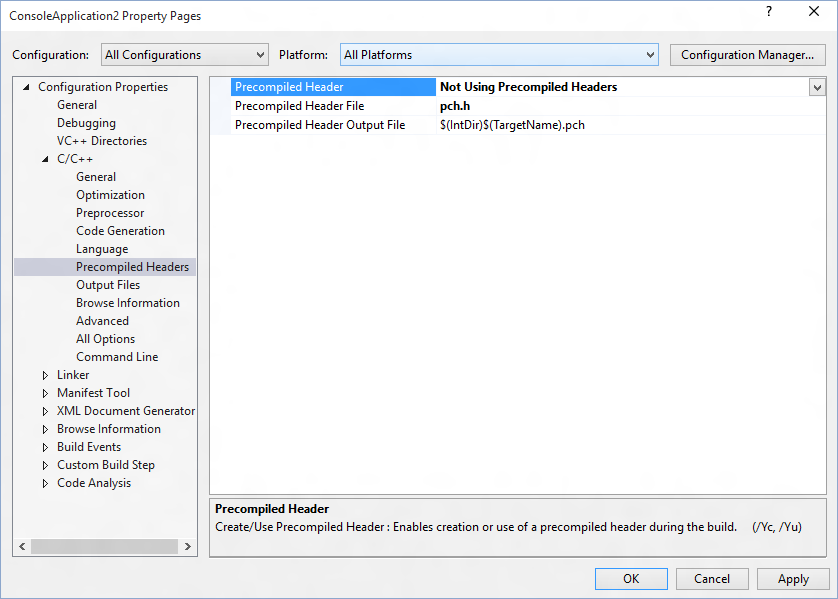 ConsoleApplication2 Property Pages
?
Configuration: All Configurations Platform: All Platforms Configuration Manager...
Configuration Properties
General
Debugging
VC++ Directories
C/C++
General
Optimization
Preprocessor
Code Generation
Language
Precompiled Headers
Output Files
Browse Information
Advanced
All Options
Command Line
Linker
Manifest Tool
XML Document Generator
Browse Information
Build Events
Custom Build Step
Code Analysis
Precompiled Header Not Using Precompiled Headers
Precompiled Header File pch.h
Precompiled Header Output File $(IntDir)$(TargetName).pch
Precompiled Header
Create/Use Precompiled Header : Enables creation or use of a precompiled header during the build. (/Yc, /Yu)
OK Cancel Apply